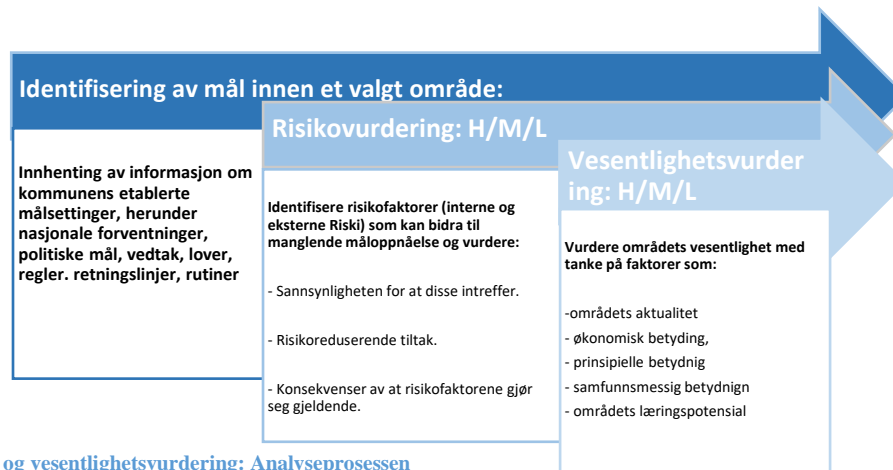 Identifisering av mål innen et valgt område:
Innhenting av informasjon om
kommunens etablerte
målsettinger, herunder
nasjonale forventninger,
politiske mål, vedtak, lover,
regler. retningslinjer, rutiner
Risikovurdering: H/M/L
Identifisere risikofaktorer (interne og
eksterne Riski) som kan bidra til
manglende måloppnåelse og vurdere:
- Sannsynligheten for at disse intreffer.
- Risikoreduserende tiltak.
- Konsekvenser av at risikofaktorene gjør
seg gjeldende.
Vesentlighetsvurder
ing: H/M/L
Vurdere områdets vesentlighet med
tanke på faktorer som:
-områdets aktualitet
- økonomisk betyding,
- prinsipielle betydnig
- samfunnsmessig betydnign
- områdets læringspotensial
og vesentlighetsvurdering: Analyseprosessen